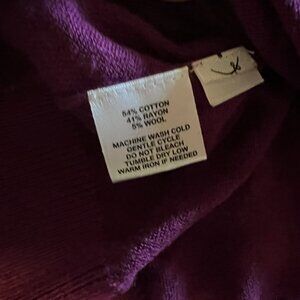 54% COTTON
41% RAYON
5% WOOL
MACHINE WASH COLD
GENTLE CYCLE
DO NOT BLEACH
TUMBLE DRY LOW
WARM IRON IF NEEDED